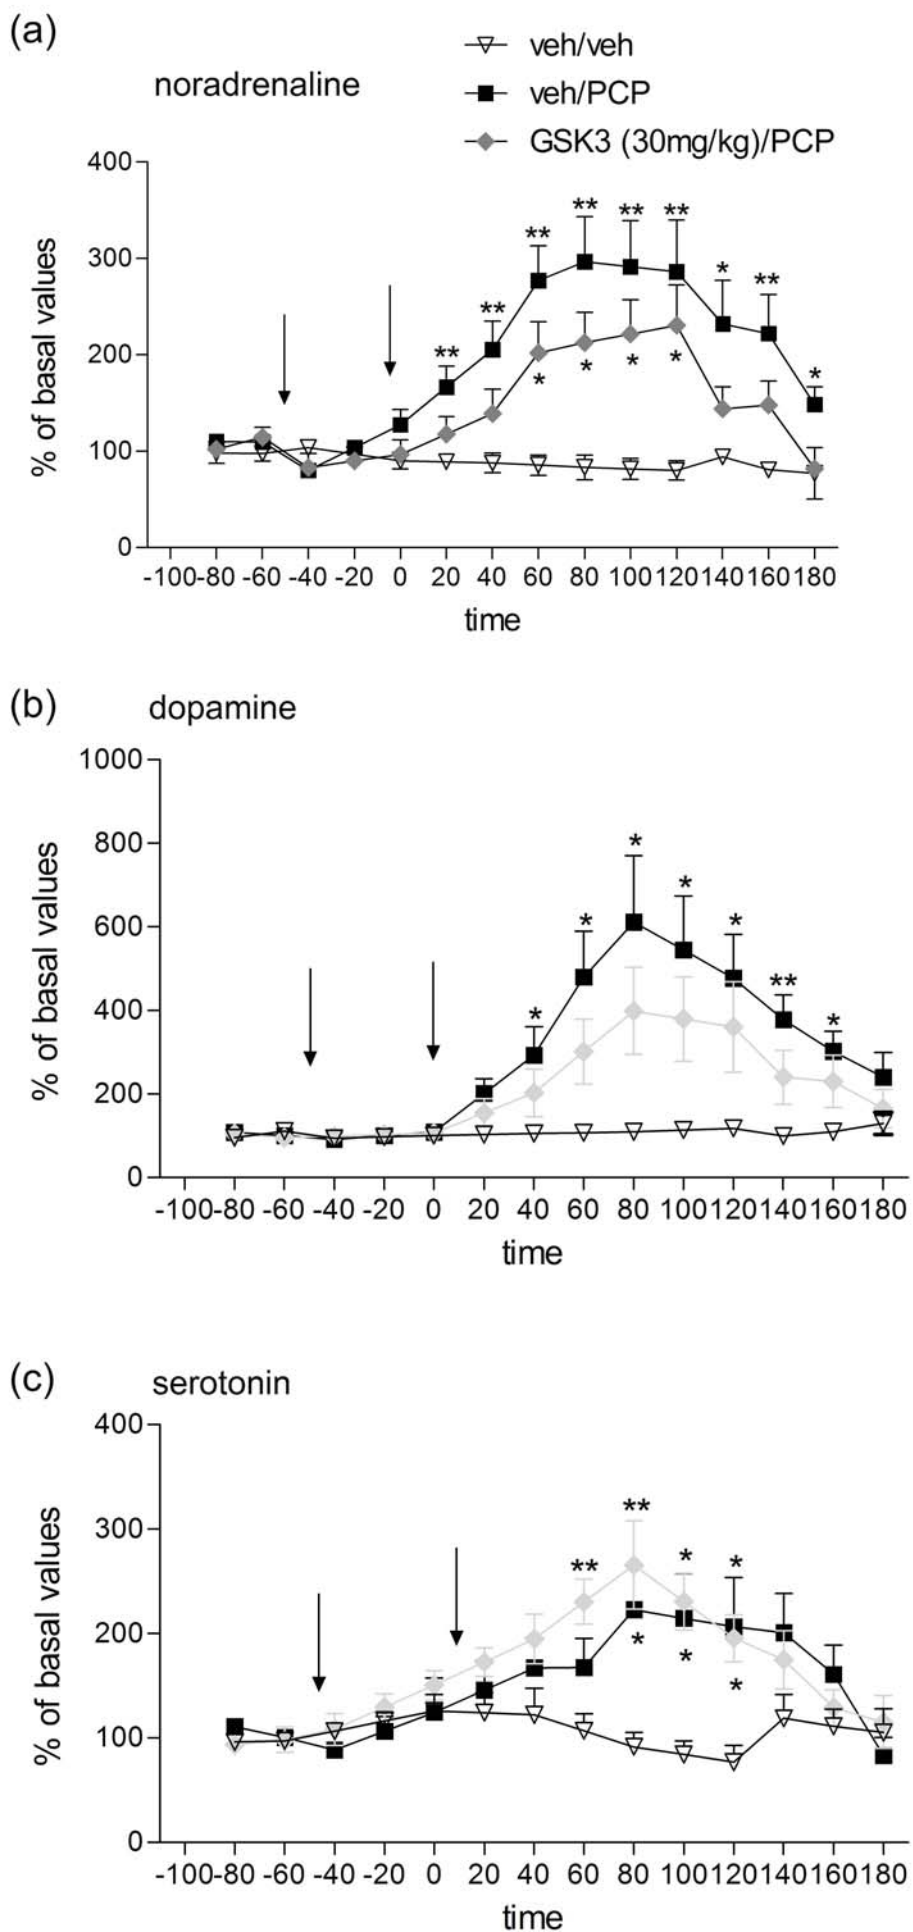 (a)
noradrenaline
veh/veh
veh/PCP
GSK3 (30mg/kg)/PCP
400
300
200
100
0
% of basal values
** ** ** **
** ** * **
** *
* * * *
-100 -80 -60 -40 -20 0 20 40 60 80 100 120 140 160 180
time
(b)
dopamine
1000
800
600
400
200
0
% of basal values
* * * * * ** *
-100 -80 -60 -40 -20 0 20 40 60 80 100 120 140 160 180
time
(c)
serotonin
400
300
200
100
0
% of basal values
** ** * *
* * *
-100 -80 -60 -40 -20 0 20 40 60 80 100 120 140 160 180
time